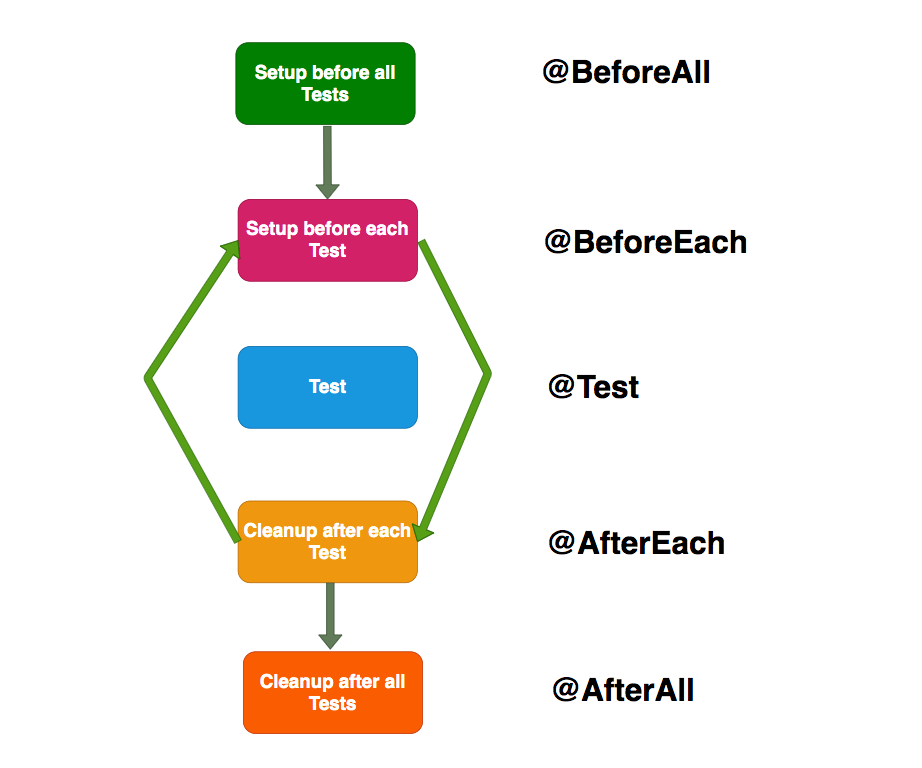 Setup before all
Tests
@BeforeAll
Setup before each
Test
@BeforeEach
Test
@Test
Cleanup after each
Test
@AfterEach
Cleanup after all
Tests
@AfterAll